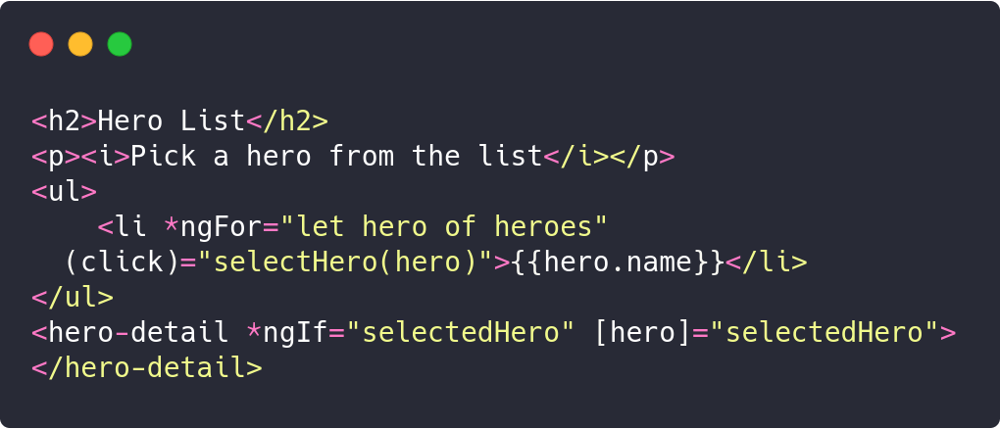 <h2>Hero List</h2>
<p><i>Pick a hero from the list</i></p>
<ul>
    <li *ngFor="let hero of heroes"
  (click)="selectHero(hero)">{{hero.name}}</li>
</ul>
<hero-detail *ngIf="selectedHero" [hero]="selectedHero">
</hero-detail>